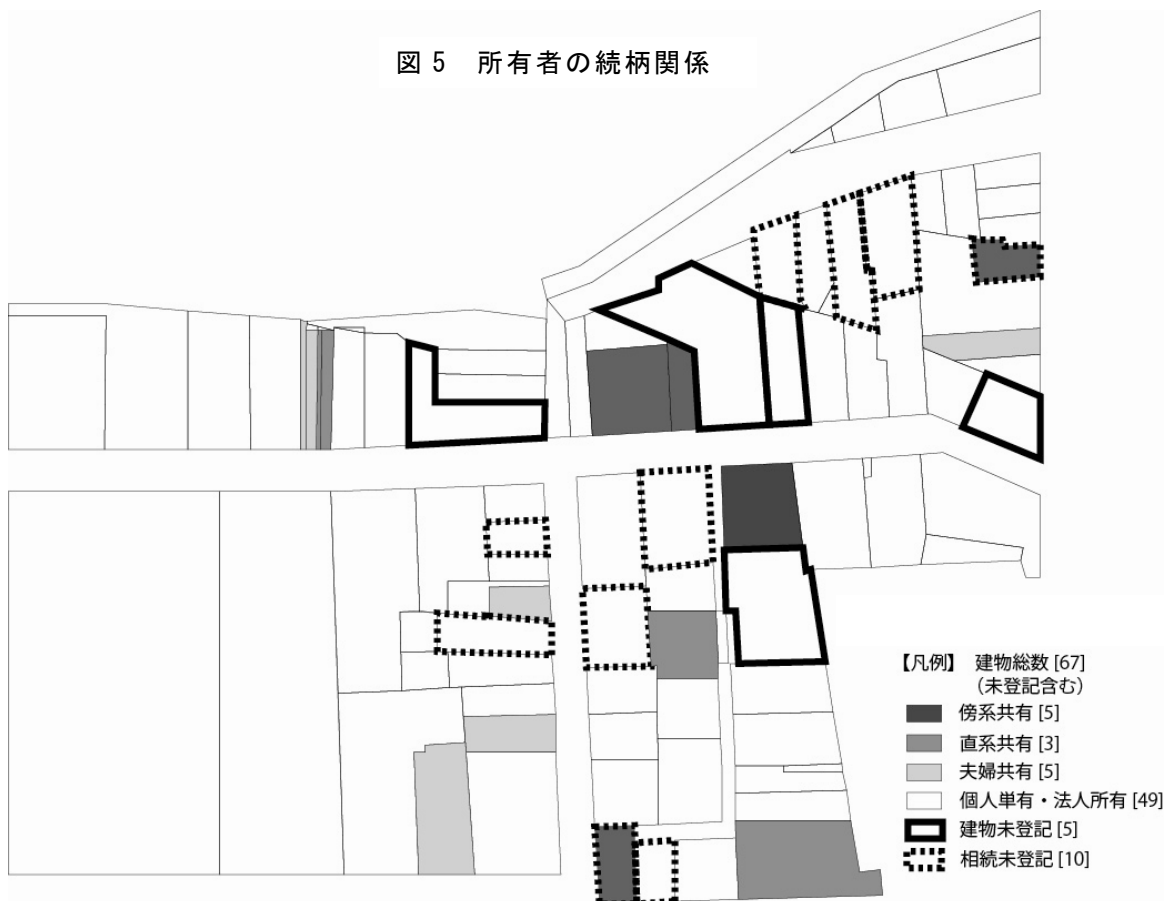 図 5　所有者の続柄関係
【凡例】 建物総数 [67]
（未登記含む）
傍系共有 [5]
直系共有 [3]
夫婦共有 [5]
個人単有・法人所有 [49]
建物未登記 [5]
相続未登記 [10]